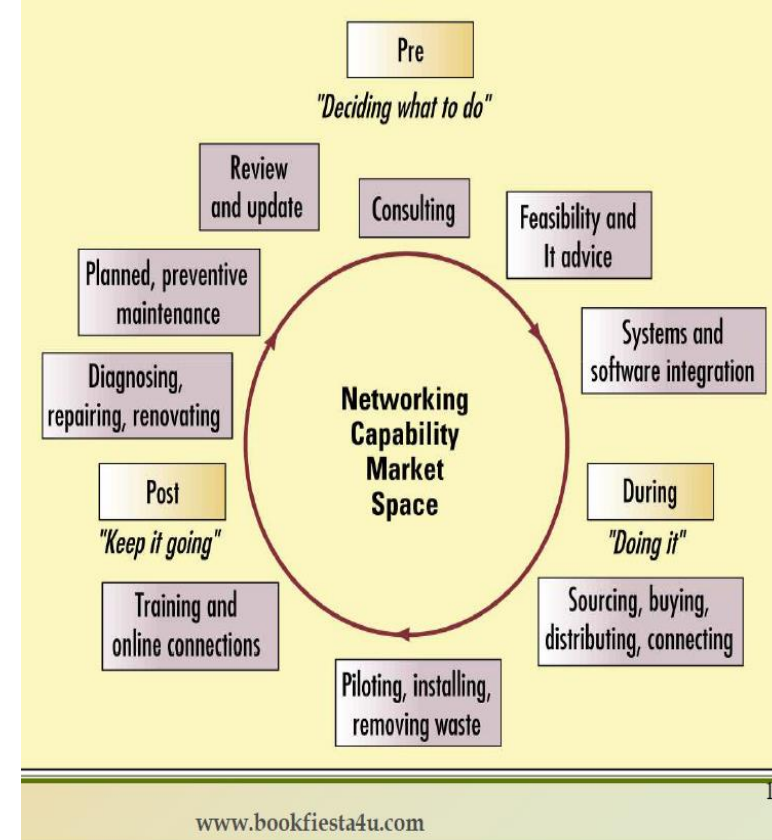 Pre
"Deciding what to do"
Review
and update
Consulting
Feasibility and
It advice
Planned, preventive
maintenance
Systems and
software integration
Diagnosing,
repairing, renovating
Networking
Capability
Market
Space
Post
"Keep it going"
During
"Doing it"
Training and
online connections
Sourcing, buying,
distributing, connecting
Piloting, installing,
removing waste
www.bookfiesta4u.com